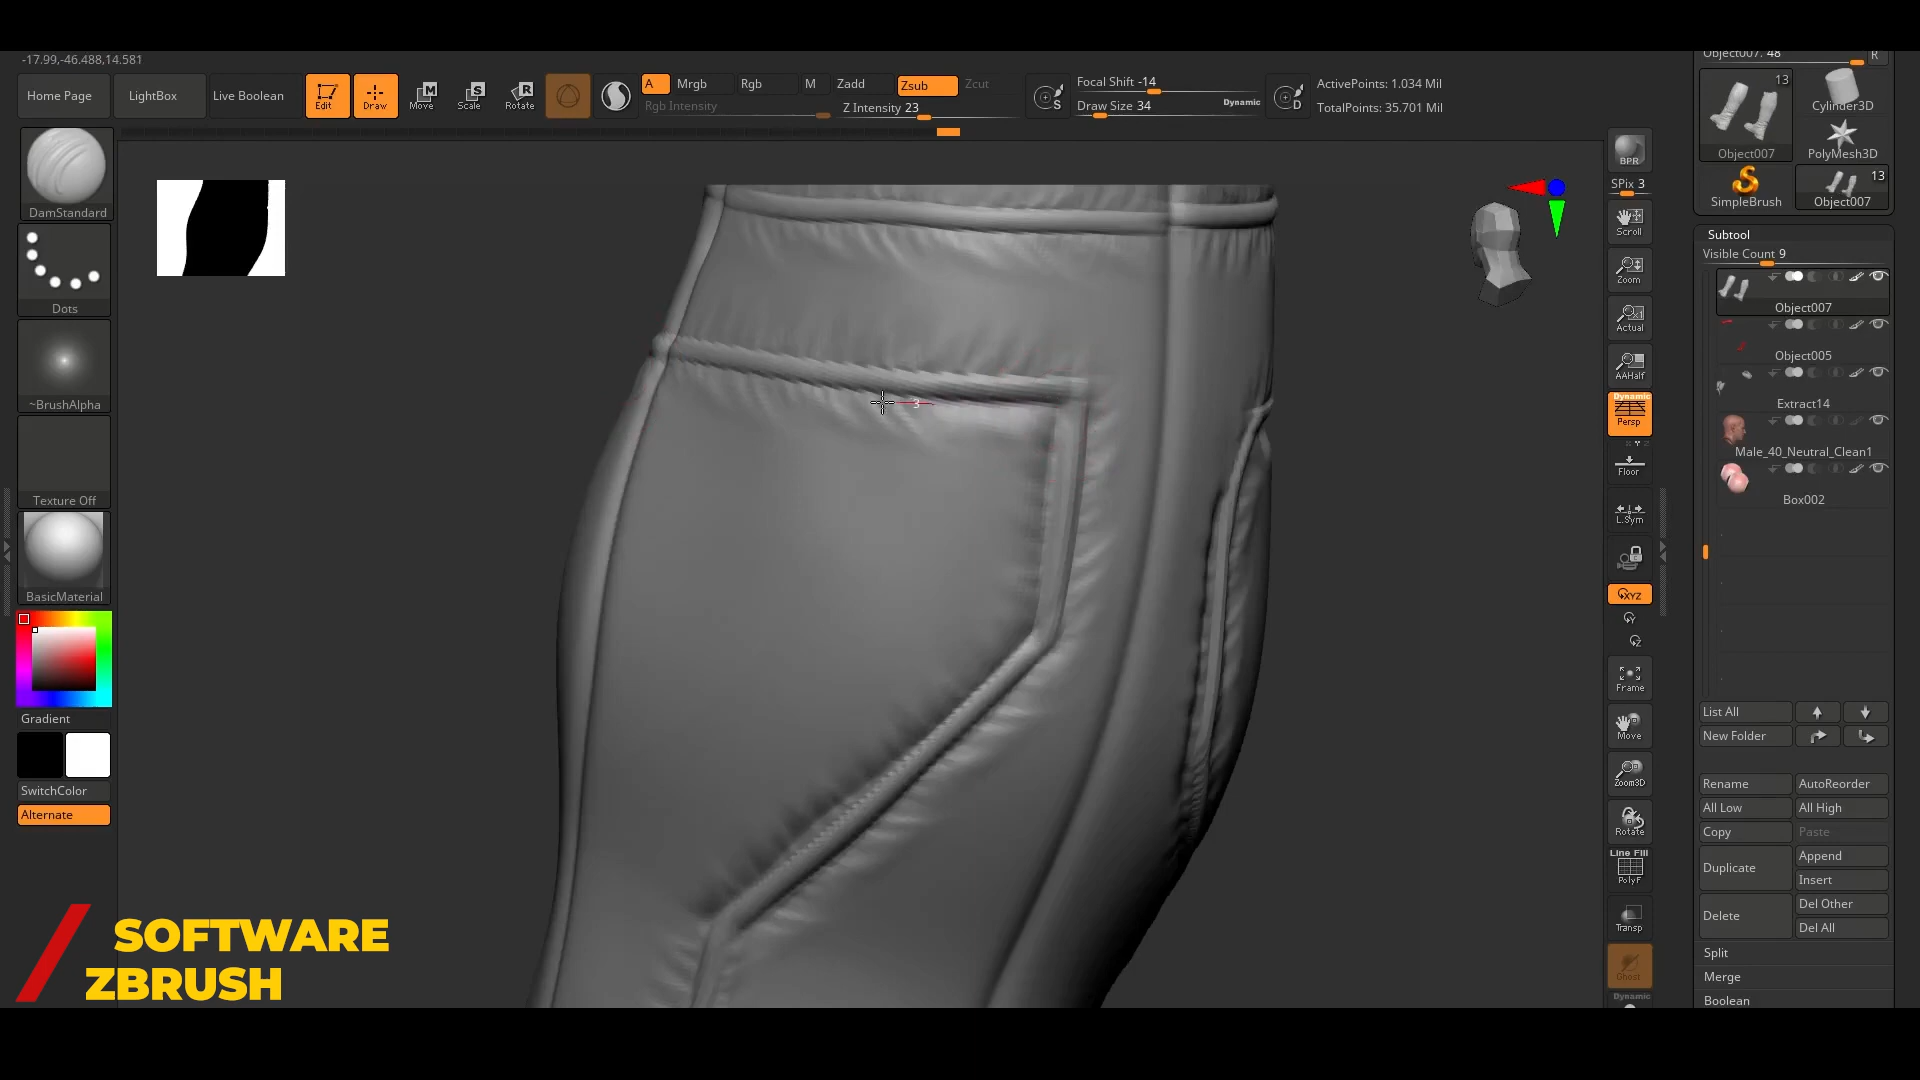 Object007. 48
R
-17.99,-46.488,14.581
Home Page
LightBox
Live Boolean
Edit
Draw
M
Move
S
Scale
R
Rotate
A
Mrgb
Rgb
M
Zadd
Zsub
Zcut
Rgb Intensity
Z Intensity 23
S
Focal Shift -14
Draw Size 34
Dynamic
D
ActivePoints: 1.034 Mil
TotalPoints: 35.701 Mil
13
Object007
Cylinder3D
PolyMesh3D
SimpleBrush
13
Object007
DamStandard
Dots
~BrushAlpha
Texture Off
BasicMaterial
Gradient
SwitchColor
Alternate
3
BPR
SPix 3
Scroll
Zoom
Actual
AAHalf
Dynamic
Persp
Floor
L.Sym
XYZ
Y
Z
Frame
Move
Zoom3D
Rotate
Line Fill
PolyF
Transp
Ghost
Dynamic
Subtool
Visible Count 9
Object007
Object005
Extract14
Male_40_Neutral_Clean1
Box002
List All
New Folder
Rename
AutoReorder
All Low
All High
Copy
Paste
Duplicate
Append
Insert
Delete
Del Other
Del All
Split
Merge
Boolean
SOFTWARE
ZBRUSH